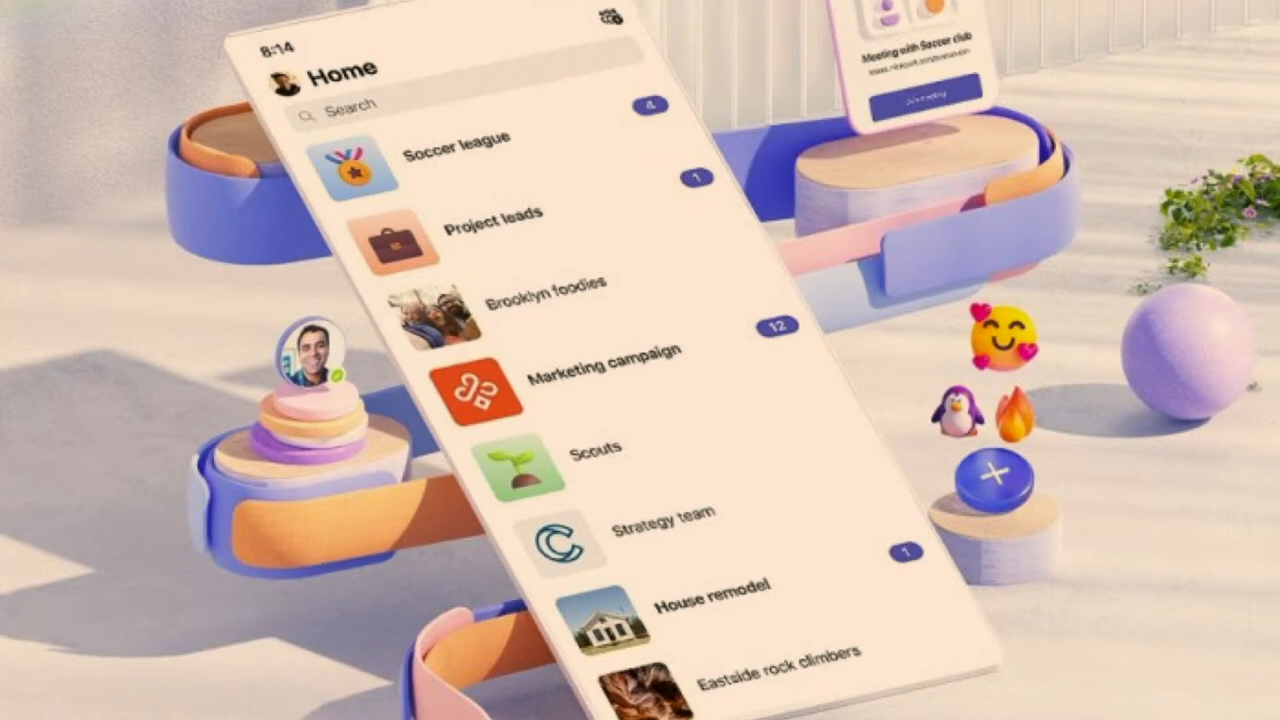 8:14
Home
Search
Soccer league
4
Project leads
1
Brooklyn foodies
Marketing campaign
12
Scouts
Strategy team
House remodel
1
Eastside rock climbers
Meeting with Soccer club